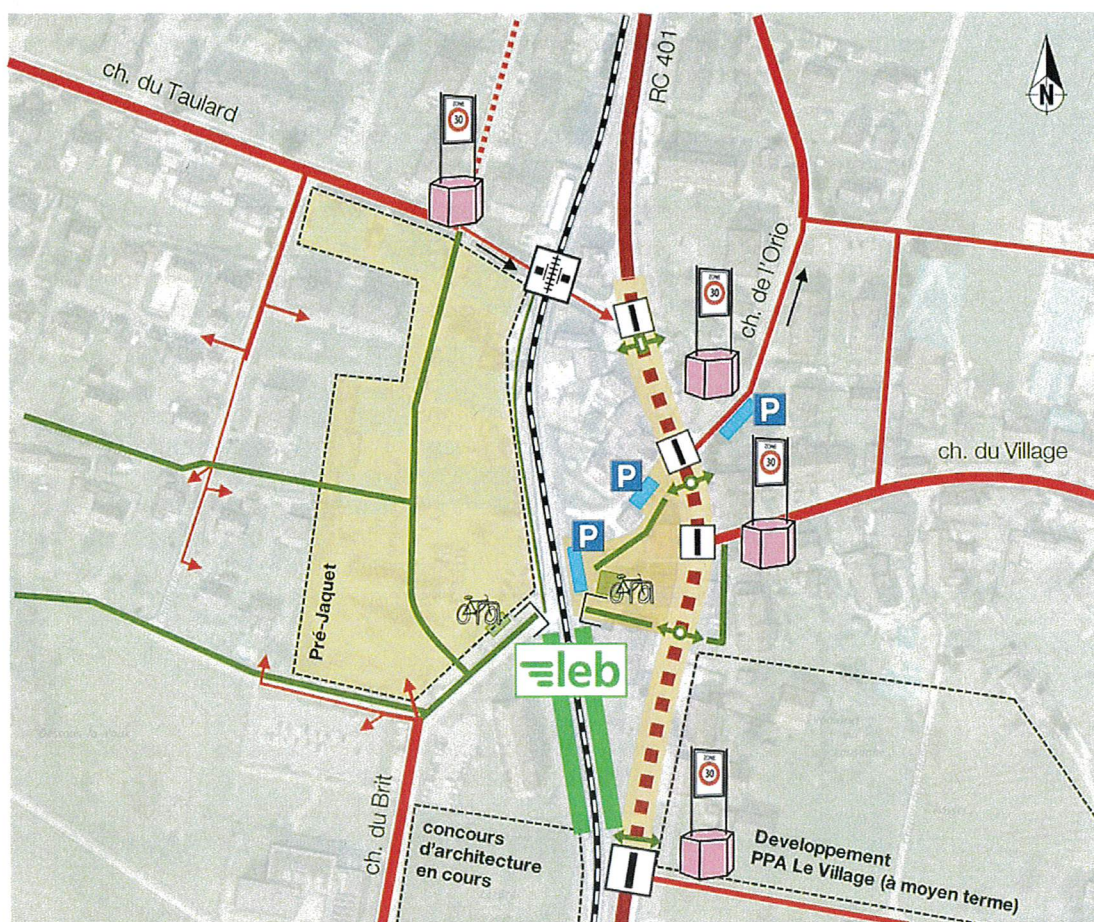 RC 401
N
ch. du Taulard
ZONE
30
ch. de l'Orio
ZONE
30
P
ZONE
30
ch. du Village
P
P
Pré-Jaquet
leb
ZONE
30
ch. du Brit
concours
d'architecture
en cours
Developpement
PPA Le Village (à moyen terme)